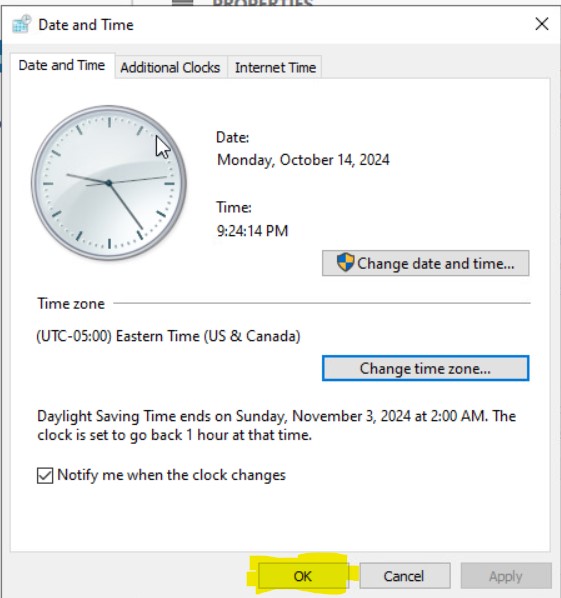 PROPERTIES
Date and Time
Date and Time
Additional Clocks
Internet Time
Date:
Monday, October 14, 2024
Time:
9:24:14 PM
Change date and time...
Time zone
(UTC-05:00) Eastern Time (US & Canada)
Change time zone...
Daylight Saving Time ends on Sunday, November 3, 2024 at 2:00 AM. The
clock is set to go back 1 hour at that time.
Notify me when the clock changes
OK
Cancel
Apply